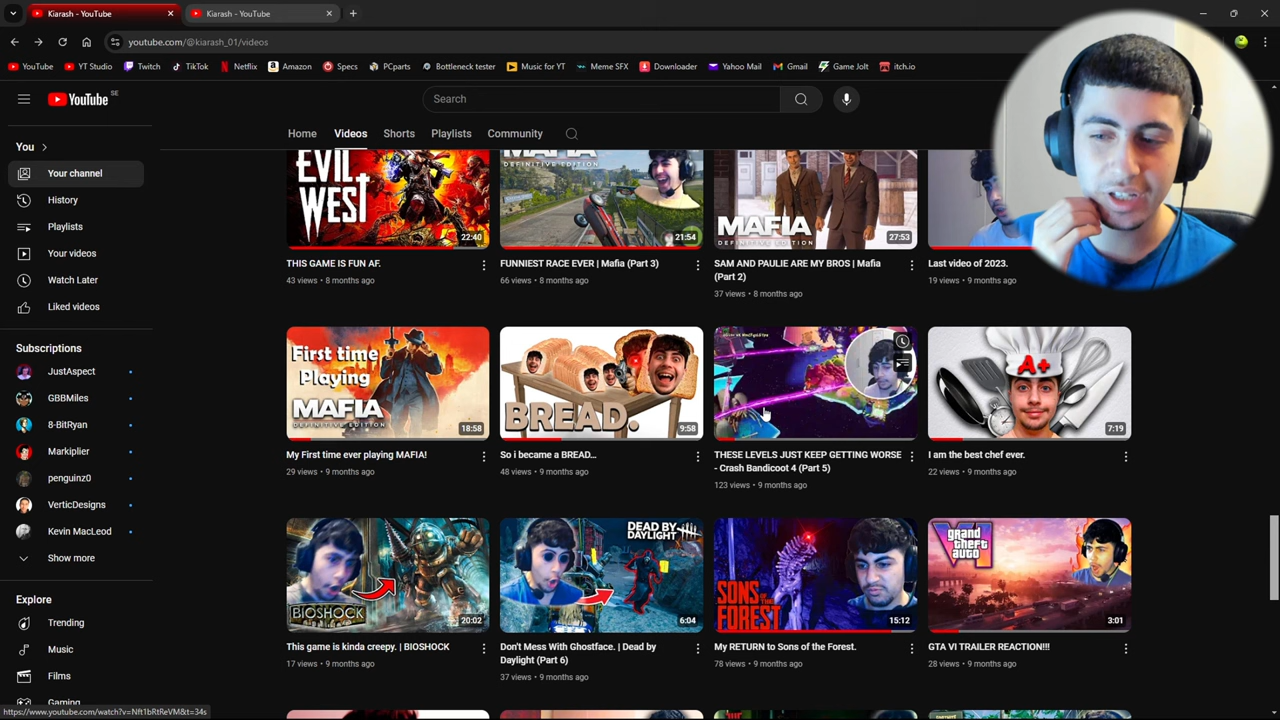 Kiarash - YouTube
Kiarash - YouTube
youtube.com/@kiarash_01/videos
YouTube
YT Studio
Twitch
TikTok
Netflix
Amazon
Specs
PCparts
Bottleneck tester
Music for YT
Meme SFX
Downloader
Yahoo Mail
Gmail
Game Jolt
itch.io
YouTube SE
Search
Home
Videos
Shorts
Playlists
Community
You
Your channel
History
Playlists
Your videos
Watch Later
Liked videos
Subscriptions
JustAspect
GBBMiles
8-BitRyan
Markiplier
penguinz0
VerticDesigns
Kevin MacLeod
Show more
Explore
Trending
Music
Films
Gaming
EVIL
WEST
22:40
THIS GAME IS FUN AF.
43 views • 8 months ago
MAFIA
DEFINITIVE EDITION
21:54
FUNNIEST RACE EVER | Mafia (Part 3)
66 views • 8 months ago
MAFIA
DEFINITIVE EDITION
27:53
SAM AND PAULIE ARE MY BROS | Mafia
(Part 2)
37 views • 8 months ago
Last video of 2023.
19 views • 9 months ago
First time
Playing
MAFIA
DEFINITIVE EDITION
18:58
My First time ever playing MAFIA!
29 views • 9 months ago
BREAD.
9:58
So i became a BREAD...
48 views • 9 months ago
THESE LEVELS JUST KEEP GETTING WORSE
- Crash Bandicoot 4 (Part 5)
123 views • 9 months ago
A+
7:19
I am the best chef ever.
22 views • 9 months ago
BIOSHOCK
20:02
This game is kinda creepy. | BIOSHOCK
17 views • 9 months ago
DEAD BY
DAYLIGHT
6:04
Don't Mess With Ghostface. | Dead by
Daylight (Part 6)
37 views • 9 months ago
SONS OF
THE FOREST
15:12
My RETURN to Sons of the Forest.
78 views • 9 months ago
grand
theft
auto
VI
3:01
GTA VI TRAILER REACTION!!!
28 views • 9 months ago
https://www.youtube.com/watch?v=Nft1bRtReVM&t=34s